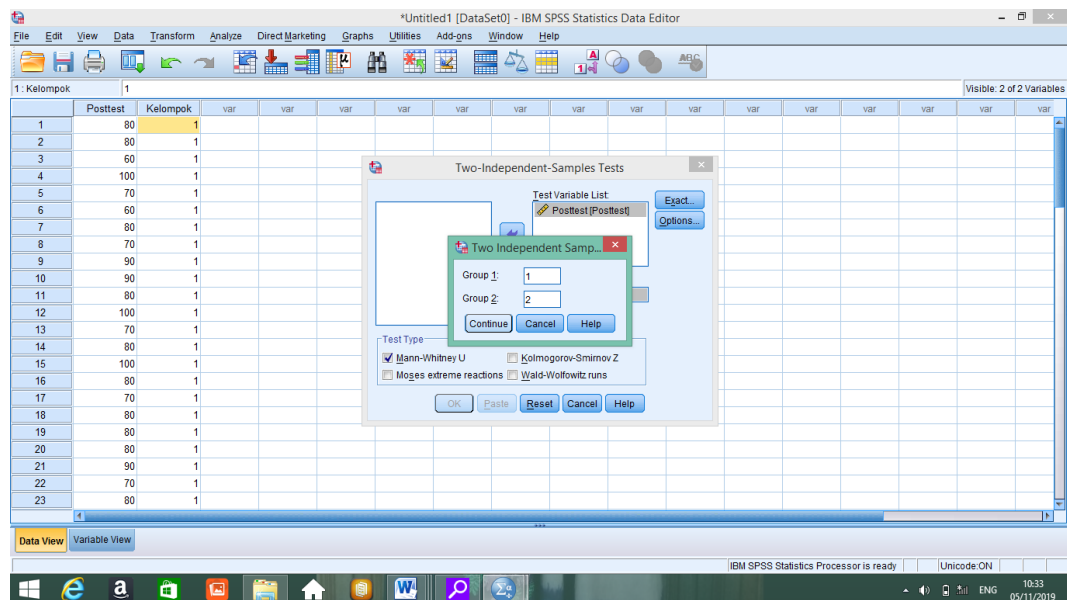 *Untitled1 [DataSet0] - IBM SPSS Statistics Data Editor
File Edit View Data Transform Analyze Direct Marketing Graphs Utilities Add-ons Window Help
1 : Kelompok 1 Visible: 2 of 2 Variables
Posttest Kelompok var var var var var var var var var var var var var var var
1 80 1
2 80 1
3 60 1
4 100 1
5 70 1
6 60 1
7 80 1
8 70 1
9 90 1
10 90 1
11 80 1
12 100 1
13 70 1
14 80 1
15 100 1
16 80 1
17 70 1
18 80 1
19 80 1
20 80 1
21 90 1
22 70 1
23 80 1
Two-Independent-Samples Tests
Test Variable List:
Posttest [Posttest]
Exact...
Options...
Two Independent Samp...
Group 1: 1
Group 2: 2
Continue Cancel Help
Test Type
Mann-Whitney U Kolmogorov-Smirnov Z
Moses extreme reactions Wald-Wolfowitz runs
OK Paste Reset Cancel Help
Data View Variable View
IBM SPSS Statistics Processor is ready Unicode:ON
ENG 10:33
05/11/2019